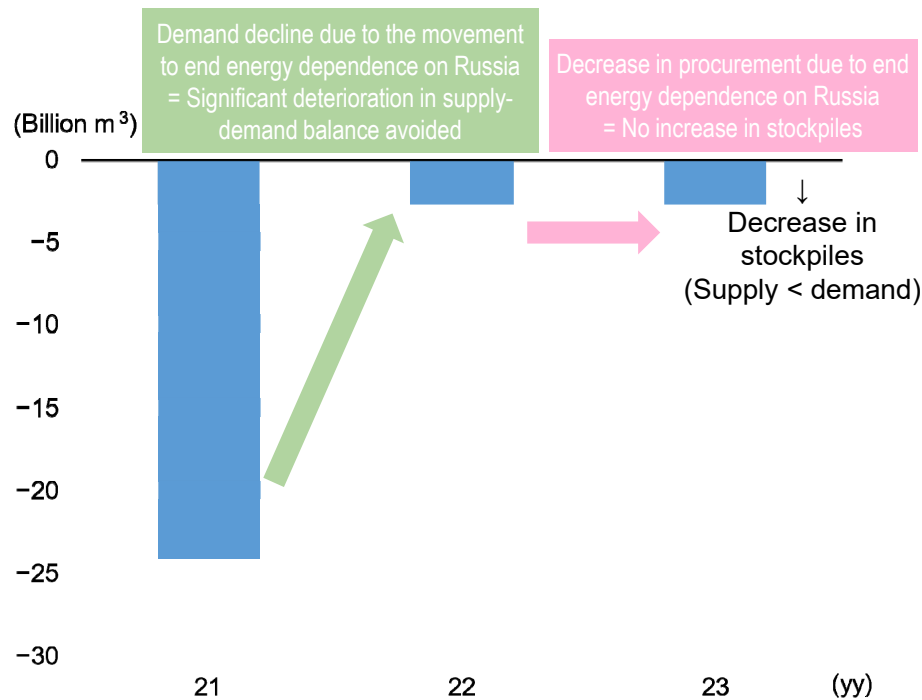 Demand decline due to the movement
to end energy dependence on Russia
= Significant deterioration in supply-
demand balance avoided
Decrease in procurement due to end
energy dependence on Russia
= No increase in stockpiles
(Billion m³)
0
−5
−10
−15
−20
−25
−30
↓
Decrease in
stockpiles
(Supply < demand)
21
22
23
(yy)